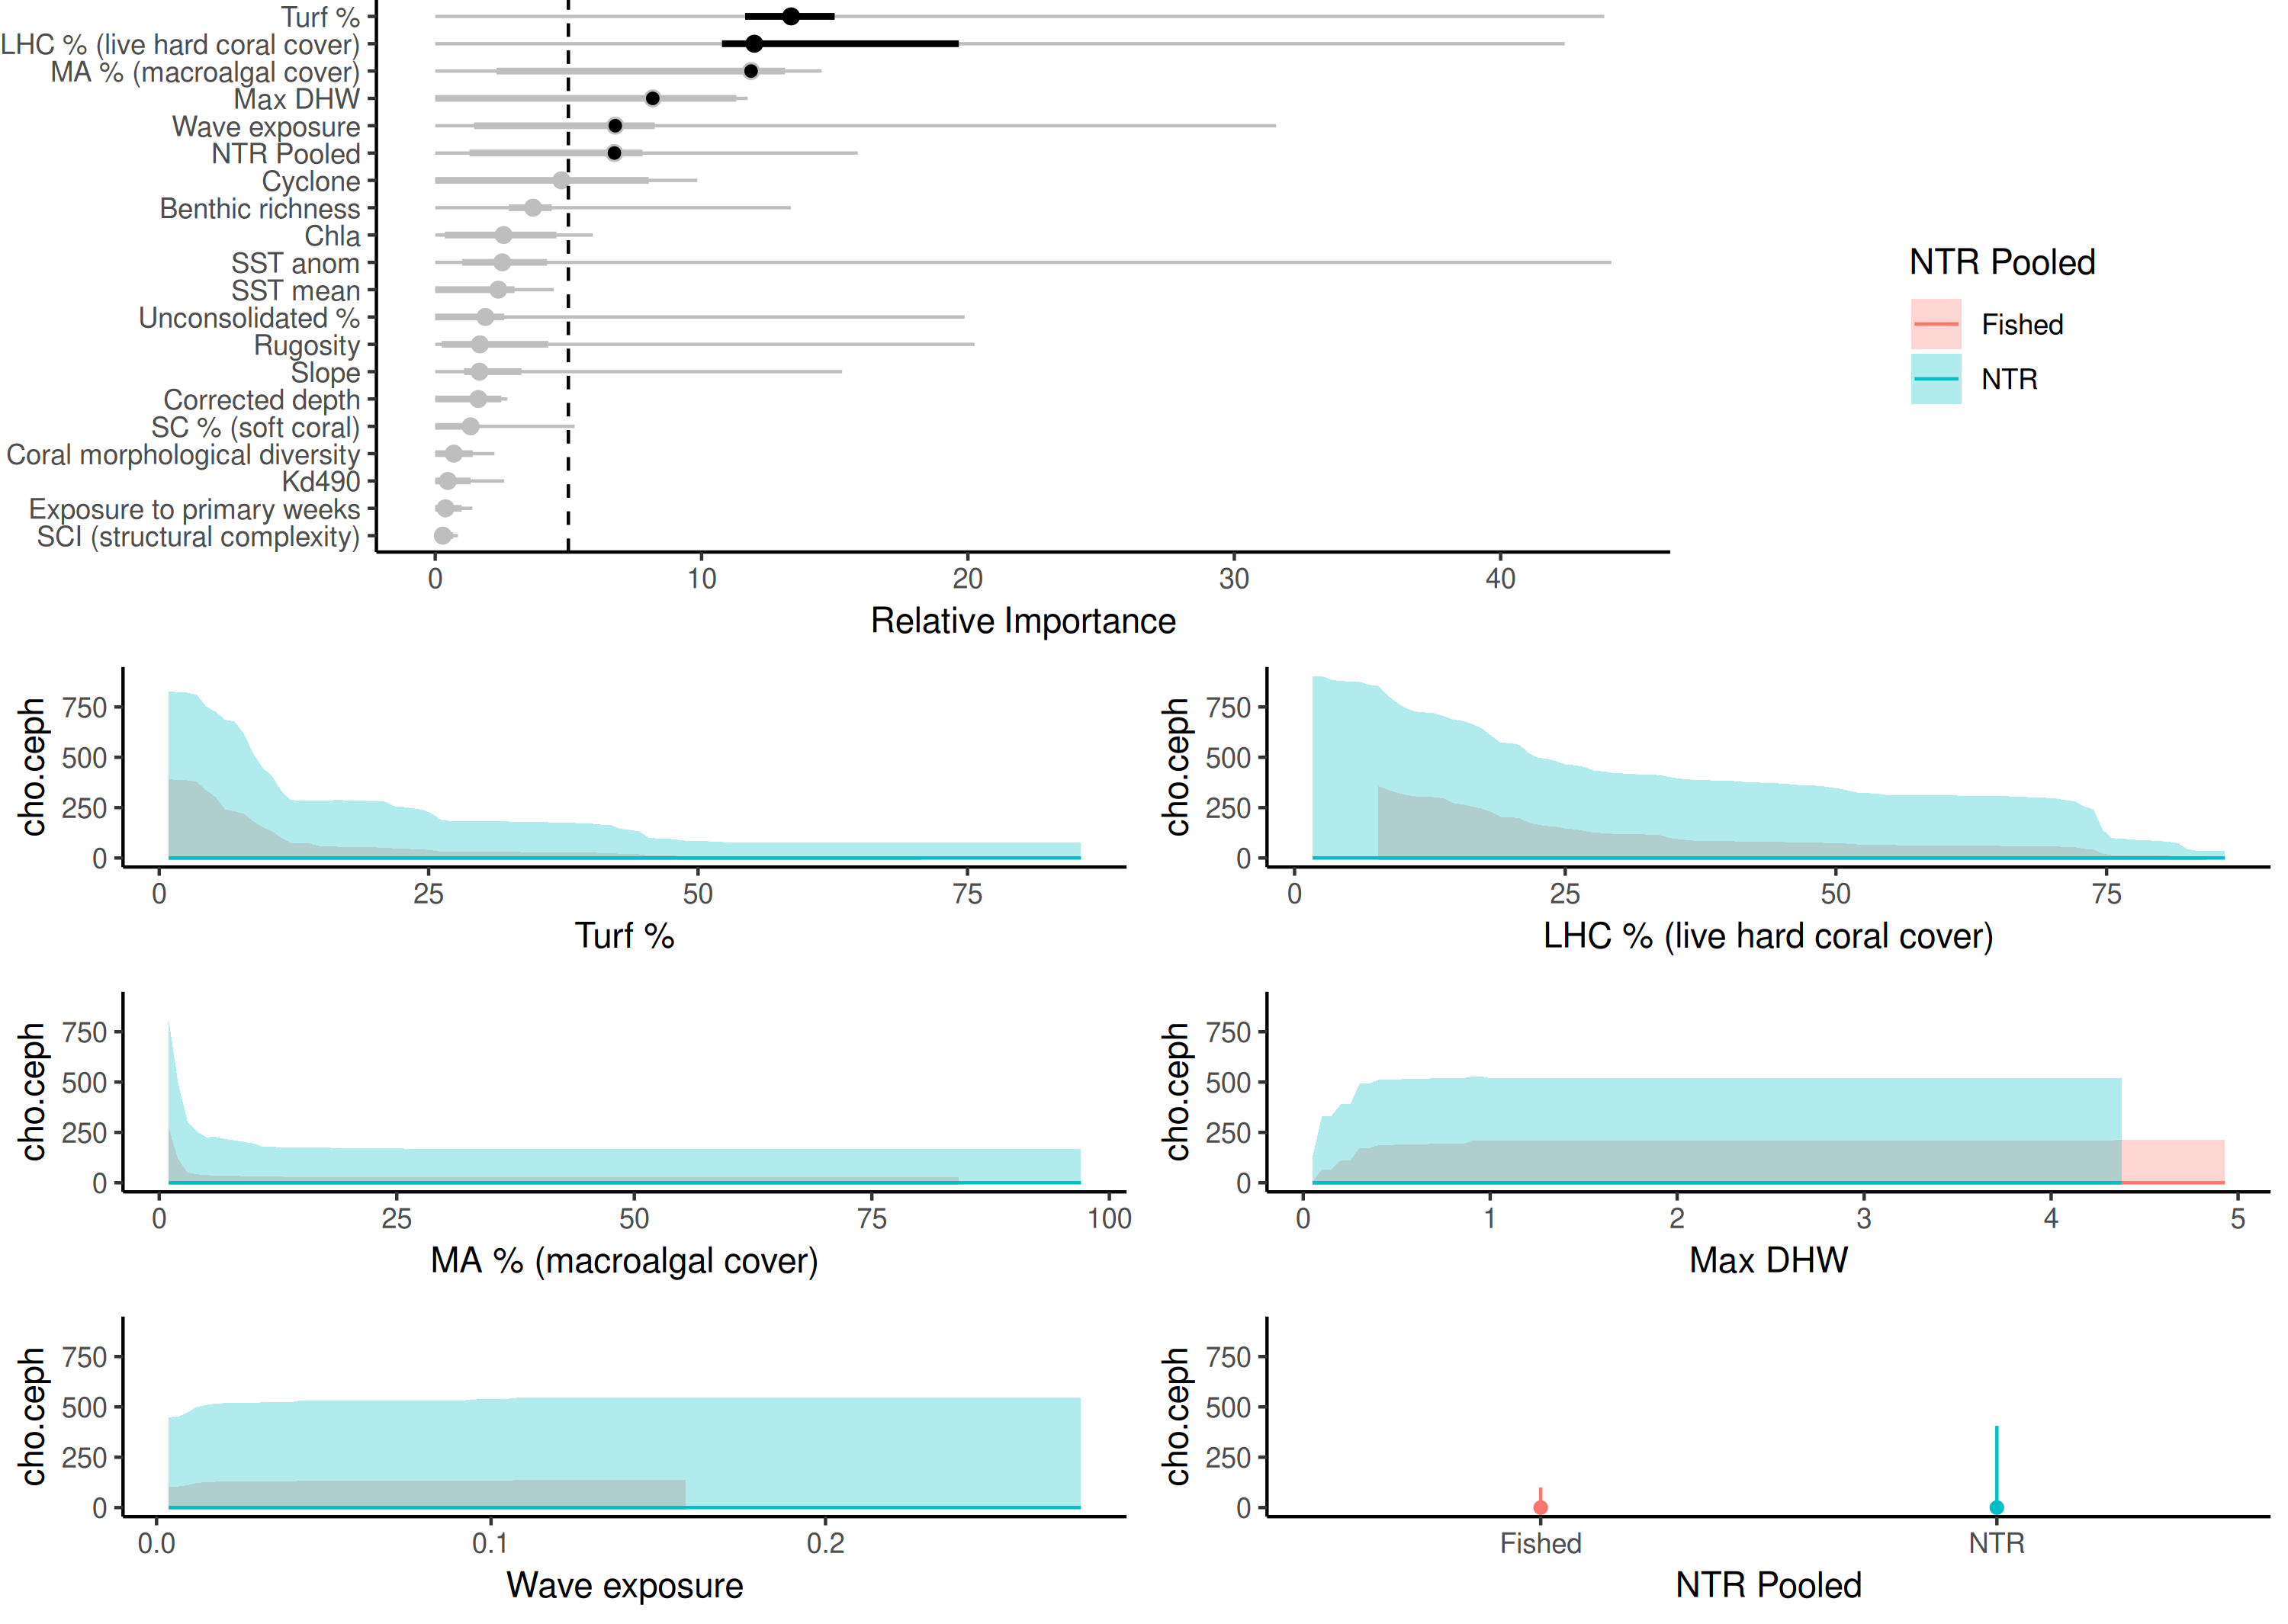 Turf %
LHC % (live hard coral cover)
MA % (macroalgal cover)
Max DHW
Wave exposure
NTR Pooled
Cyclone
Benthic richness
Chla
SST anom
SST mean
Unconsolidated %
Rugosity
Slope
Corrected depth
SC % (soft coral)
Coral morphological diversity
Kd490
Exposure to primary weeks
SCI (structural complexity)
0 10 20 30 40
Relative Importance
NTR Pooled
Fished
NTR
cho.ceph
750
500
250
0
0 25 50 75
Turf %
cho.ceph
750
500
250
0
0 25 50 75
LHC % (live hard coral cover)
cho.ceph
750
500
250
0
0 25 50 75 100
MA % (macroalgal cover)
cho.ceph
750
500
250
0
0 1 2 3 4 5
Max DHW
cho.ceph
750
500
250
0
0.0 0.1 0.2
Wave exposure
cho.ceph
750
500
250
0
Fished NTR
NTR Pooled